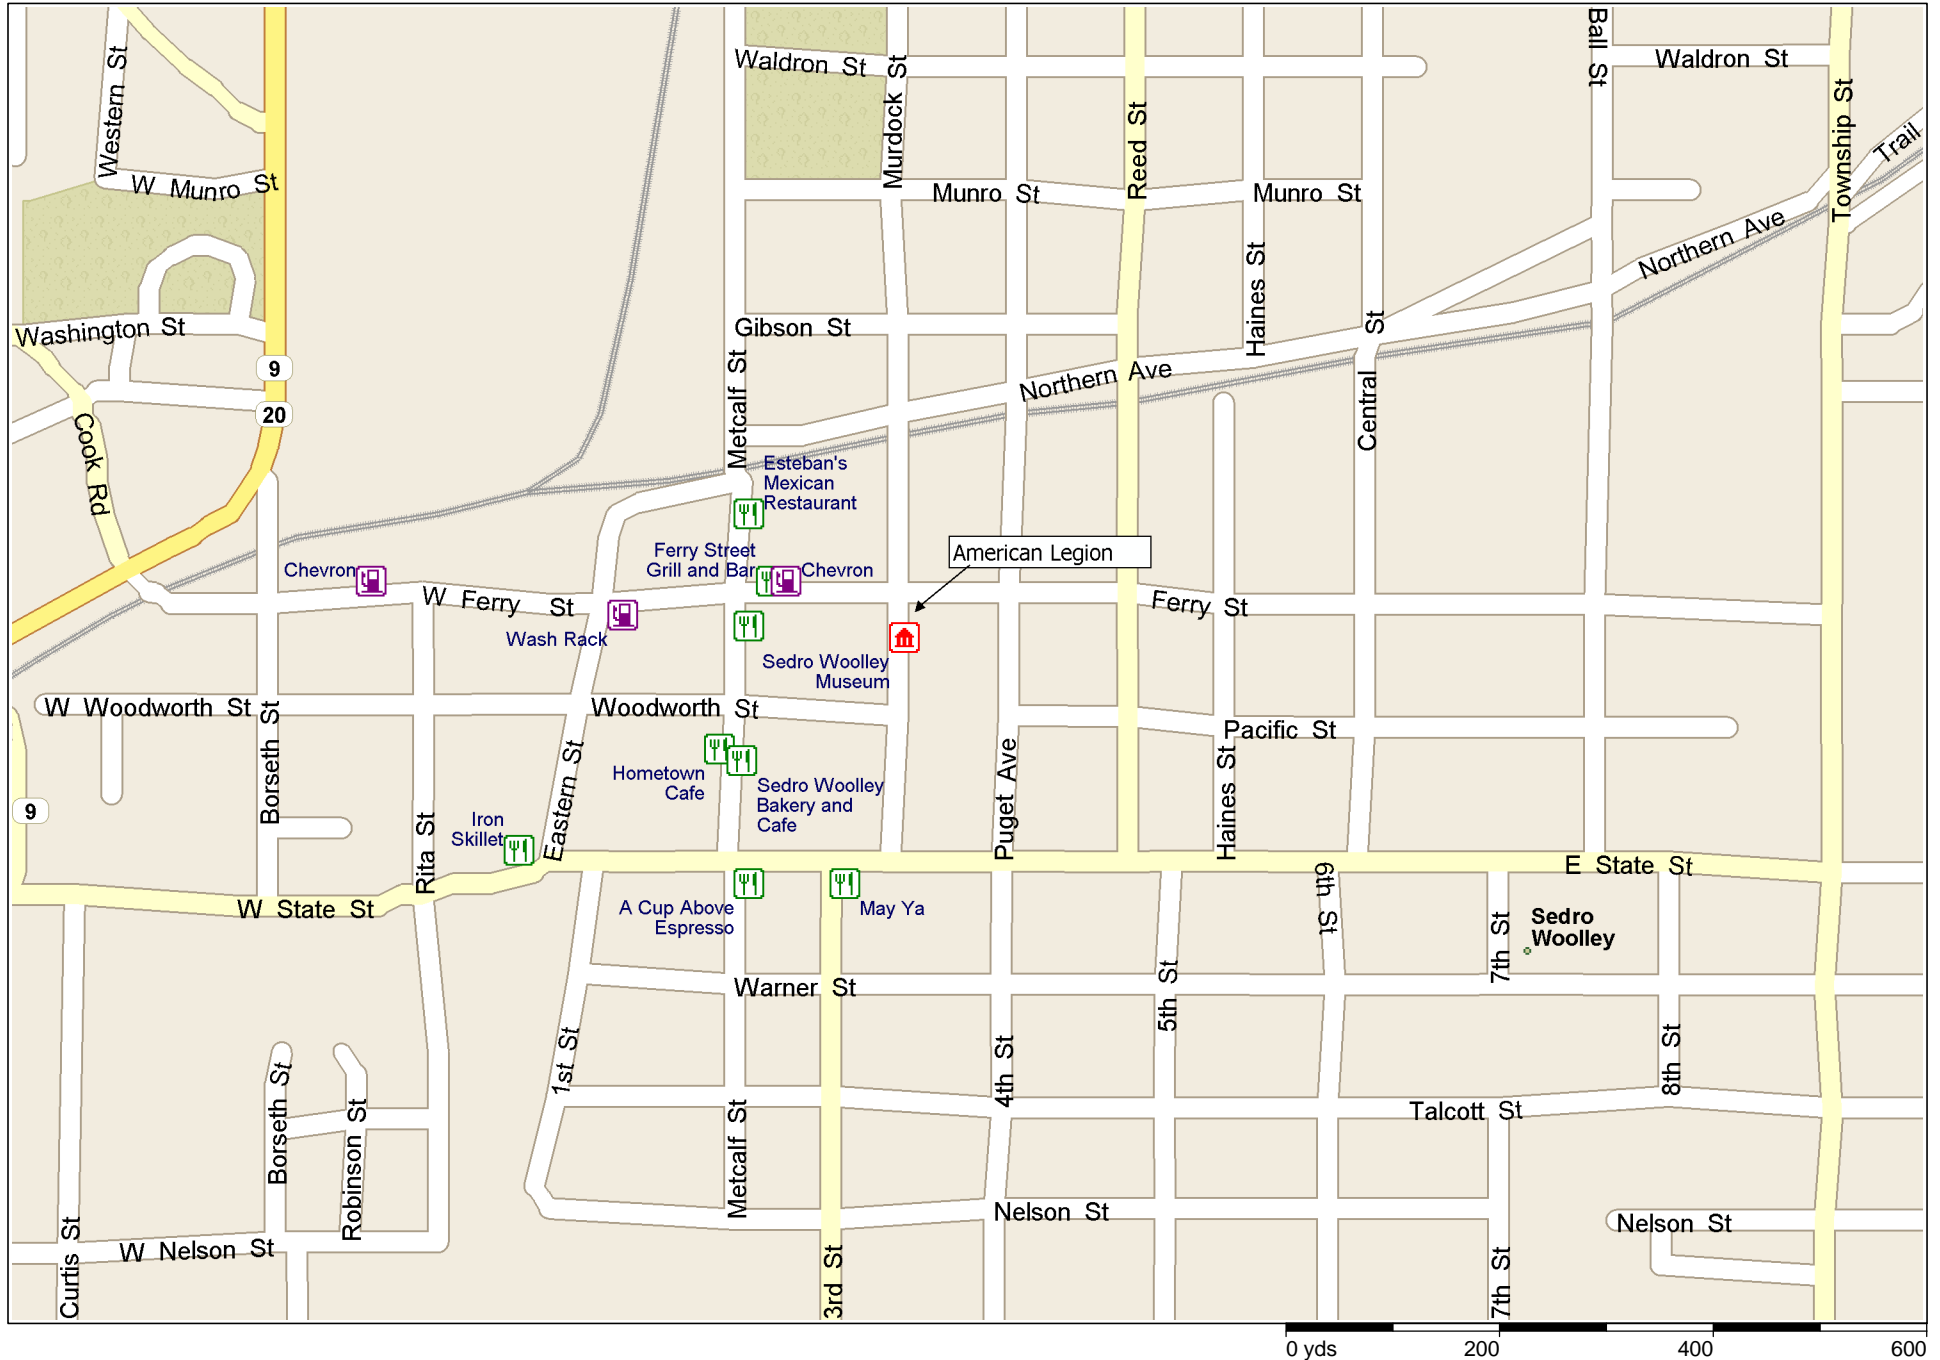 Waldron St
Ball St
Waldron St
Western St
Murdock St
Reed St
Township St
Trail
W Munro St
Munro St
Munro St
Northern Ave
Haines St
Washington St
Gibson St
St
Central
9
Metcalf St
Northern Ave
20
Cook Rd
Esteban's
Mexican
Restaurant
American Legion
Ferry Street
Grill and Bar
Chevron
Chevron
W Ferry St
Ferry St
Wash Rack
Sedro Woolley
Museum
W Woodworth St
Woodworth St
Pacific St
Borseth St
Eastern St
Puget Ave
Haines St
Hometown
Cafe
Sedro Woolley
Bakery and
Cafe
9
Iron
Skillet
Rita St
E State St
6th St
W State St
A Cup Above
Espresso
May Ya
7th St
Sedro
Woolley
Warner St
5th St
1st St
4th St
8th St
Borseth St
Robinson St
Metcalf St
Talcott St
Nelson St
Nelson St
Curtis St
W Nelson St
3rd St
7th St
0 yds 200 400 600